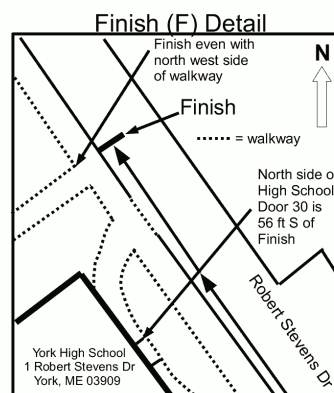 Finish (F) Detail
Finish even with
north west side
of walkway
N
Finish
= walkway
North side o
High School
Door 30 is
56 ft S of
Finish
Robert Stevens Dr
York High School
1 Robert Stevens Dr
York, ME 03909